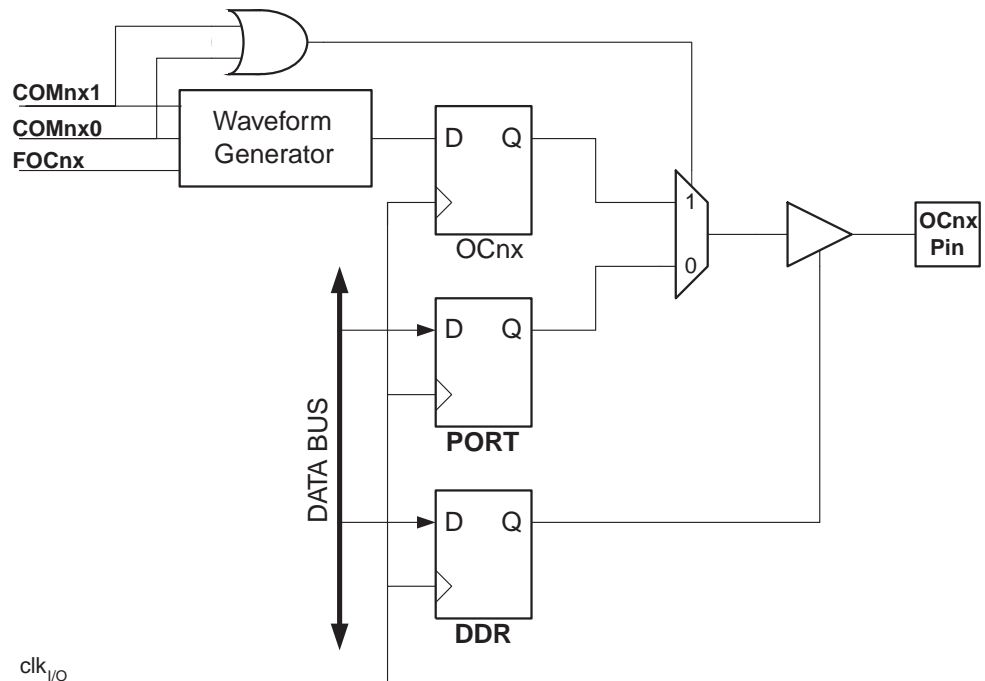 COMnx1
COMnx0
FOCnx
Waveform
Generator
D Q
OCnx
1
0
OCnx
Pin
D Q
PORT
DATA BUS
D Q
DDR
clkI/O